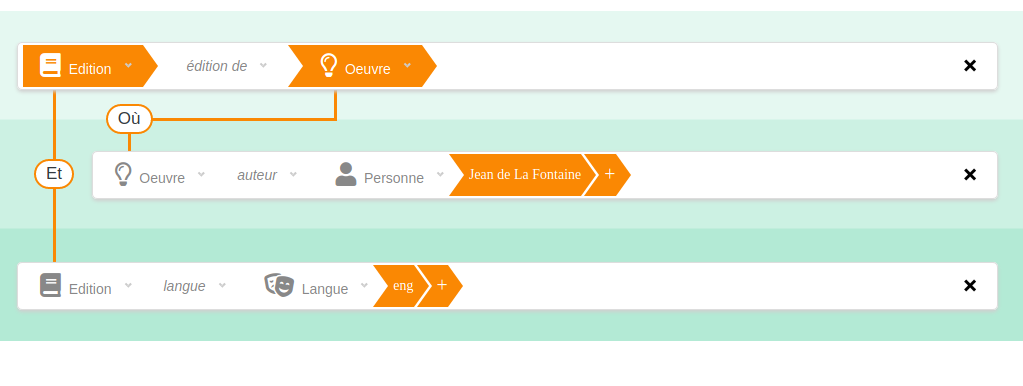 Edition édition de Oeuvre
Où
Oeuvre auteur Personne Jean de La Fontaine +
Et
Edition langue Langue eng +